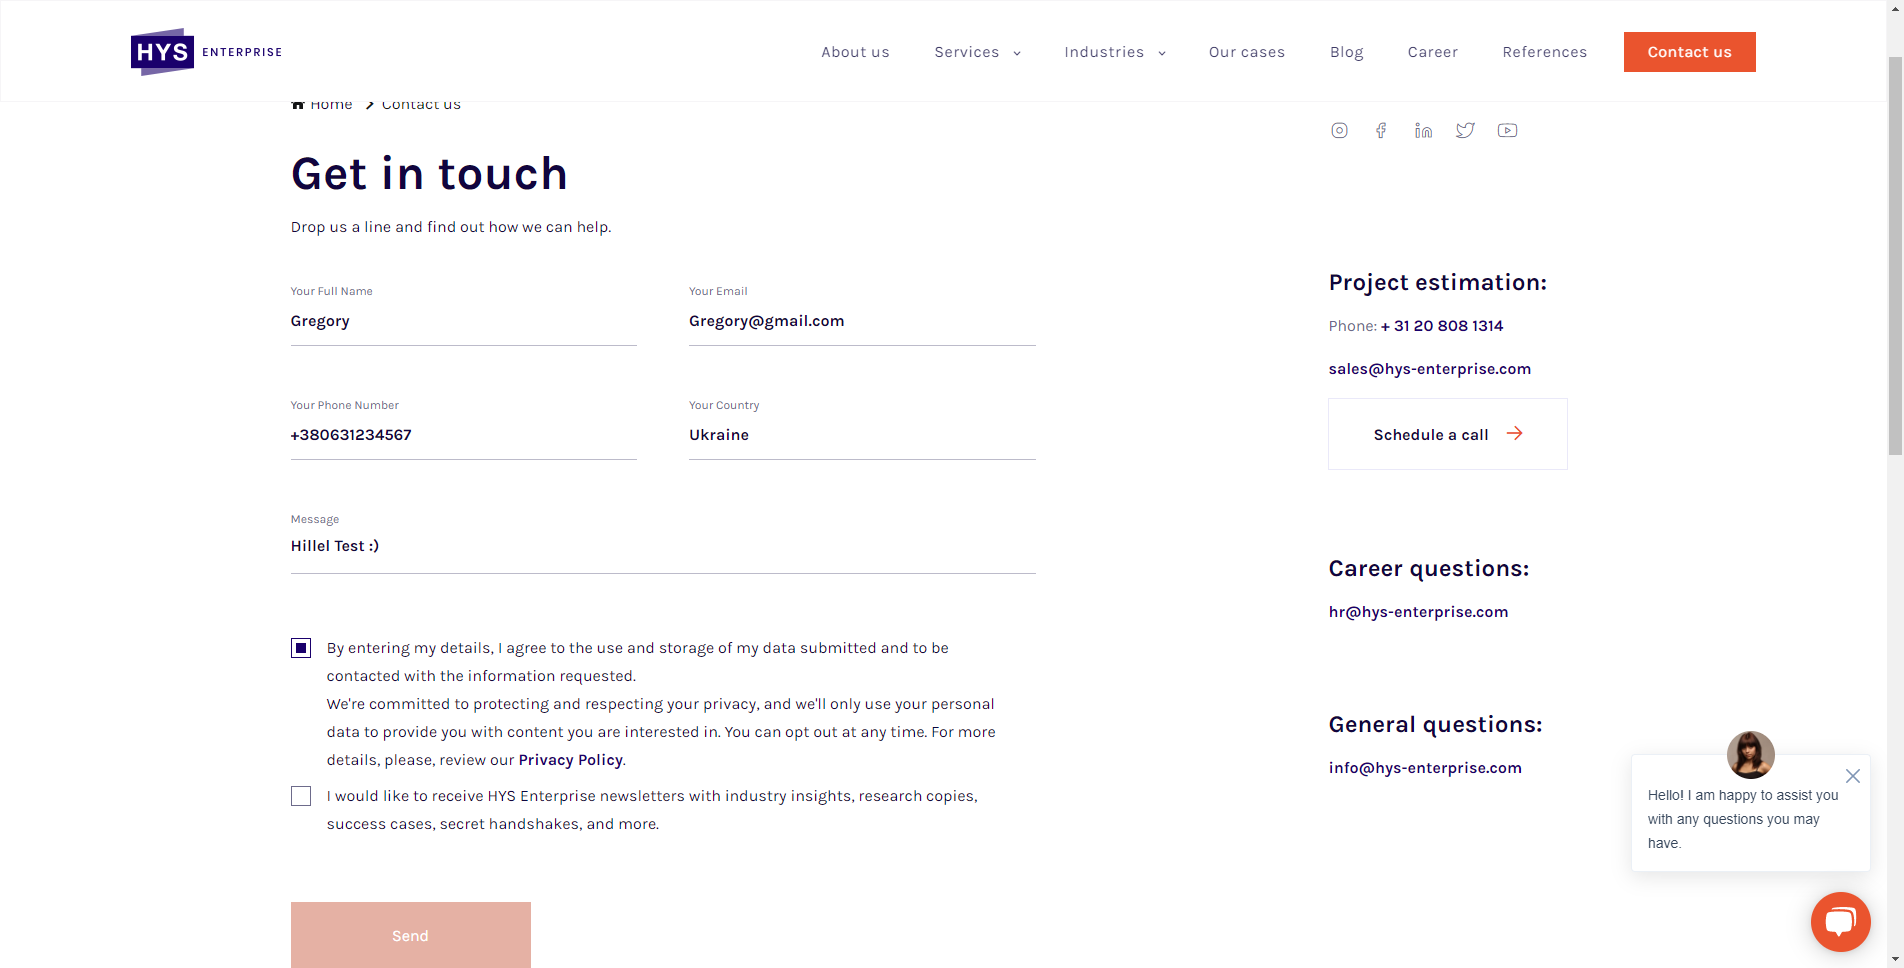 HYS ENTERPRISE
About us
Services
Industries
Our cases
Blog
Career
References
Contact us
Home
Contact us
Get in touch
Drop us a line and find out how we can help.
Your Full Name
Gregory
Your Email
Gregory@gmail.com
Your Phone Number
+380631234567
Your Country
Ukraine
Message
Hillel Test :)
By entering my details, I agree to the use and storage of my data submitted and to be
contacted with the information requested.
We're committed to protecting and respecting your privacy, and we'll only use your personal
data to provide you with content you are interested in. You can opt out at any time. For more
details, please, review our Privacy Policy.
I would like to receive HYS Enterprise newsletters with industry insights, research copies,
success cases, secret handshakes, and more.
Send
Project estimation:
Phone: + 31 20 808 1314
sales@hys-enterprise.com
Schedule a call
Career questions:
hr@hys-enterprise.com
General questions:
info@hys-enterprise.com
Hello! I am happy to assist you
with any questions you may
have.